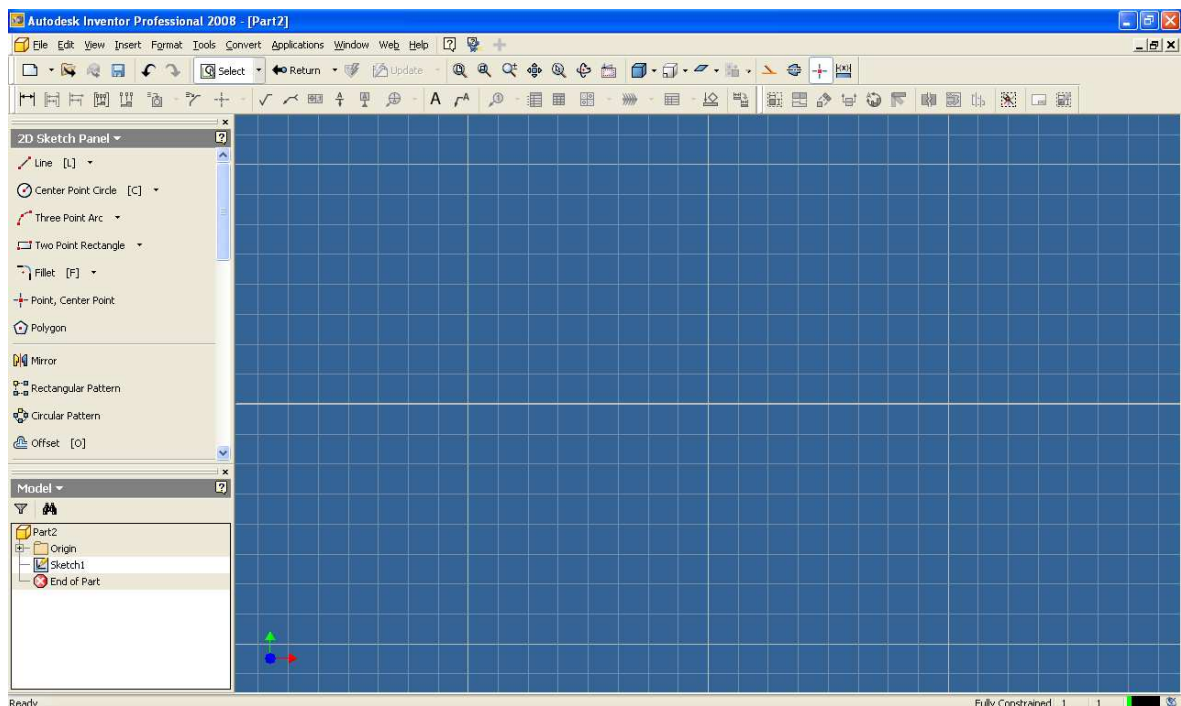 Autodesk Inventor Professional 2008 - [Part2]
File Edit View Insert Format Tools Convert Applications Window Web Help
Select Return Update
2D Sketch Panel
Line [L]
Center Point Circle [C]
Three Point Arc
Two Point Rectangle
Fillet [F]
Point, Center Point
Polygon
Mirror
Rectangular Pattern
Circular Pattern
Offset [O]
Model
Part2
Origin
Sketch1
End of Part
Ready Fully Constrained 1 1